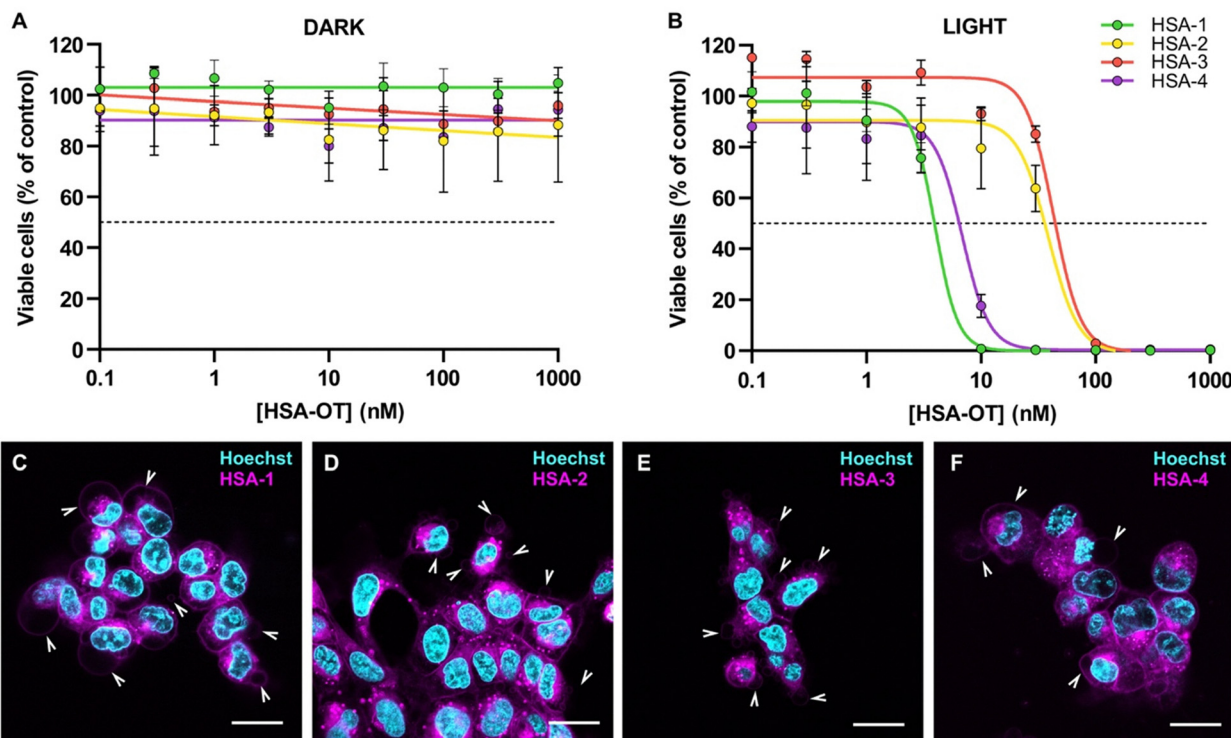 A
DARK
Viable cells (% of control)
120
100
80
60
40
20
0
0.1 1 10 100 1000
[HSA-OT] (nM)
B
LIGHT
HSA-1
HSA-2
HSA-3
HSA-4
Viable cells (% of control)
120
100
80
60
40
20
0
0.1 1 10 100 1000
[HSA-OT] (nM)
C
Hoechst
HSA-1
D
Hoechst
HSA-2
E
Hoechst
HSA-3
F
Hoechst
HSA-4